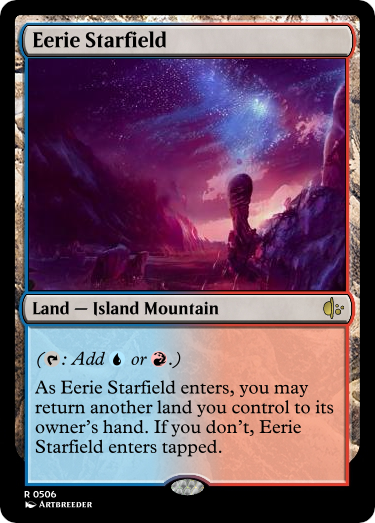 Eerie Starfield
Land — Island Mountain
(: Add or .)
As Eerie Starfield enters, you may
return another land you control to its
owner's hand. If you don't, Eerie
Starfield enters tapped.
R 0506
ARTBREEDER